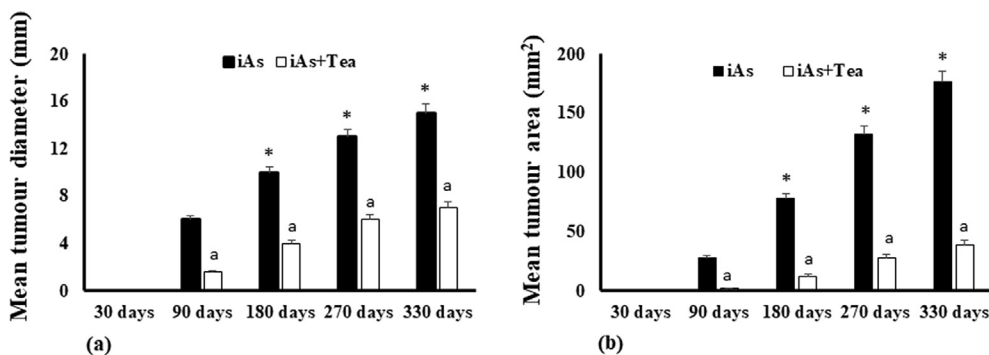 Mean tumour diameter (mm)
20
16
12
8
4
0
iAs iAs+Tea
*
*
*
a
a
a
a
30 days 90 days 180 days 270 days 330 days
(a)
Mean tumour area (mm²)
200
150
100
50
0
iAs iAs+Tea
*
*
*
a
a
a
a
30 days 90 days 180 days 270 days 330 days
(b)